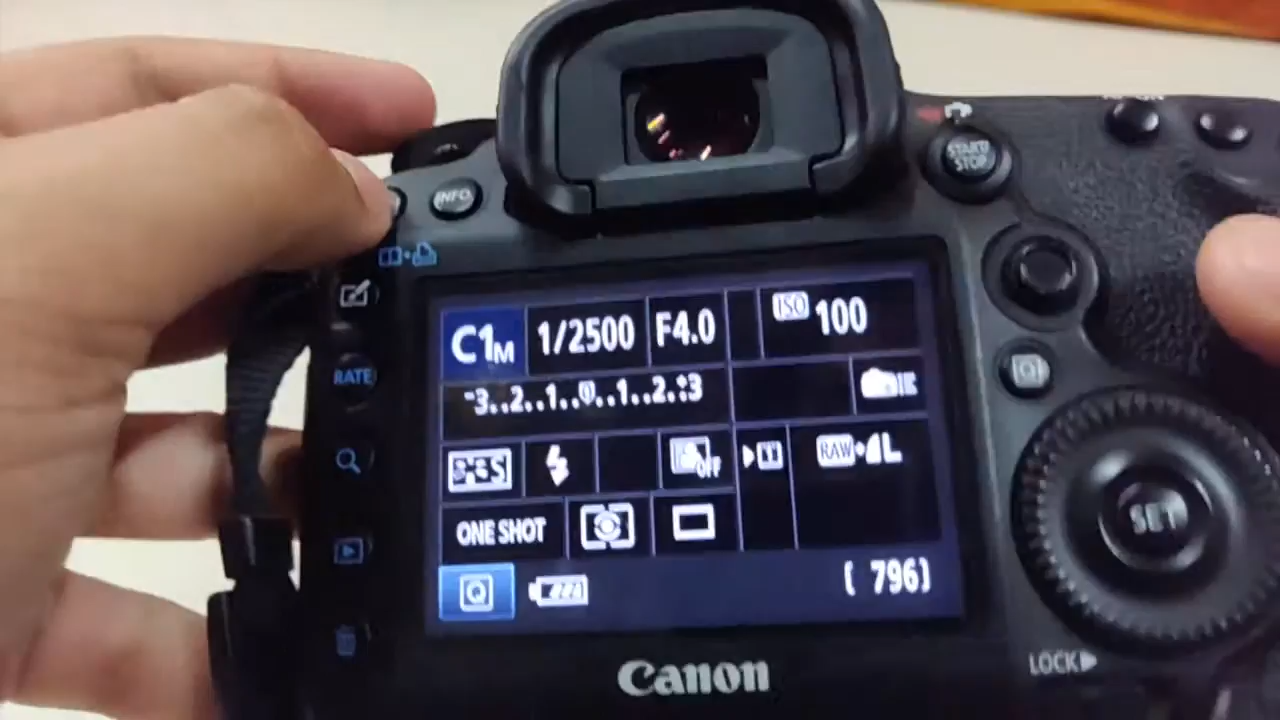 INFO.
START/
STOP
RATE
C1M 1/2500 F4.0 ISO 100
-3..2..1..0..1..2.:+3
S OFF RAW+L
ONE SHOT
Q
Q [ 796]
SET
LOCK▶
Canon